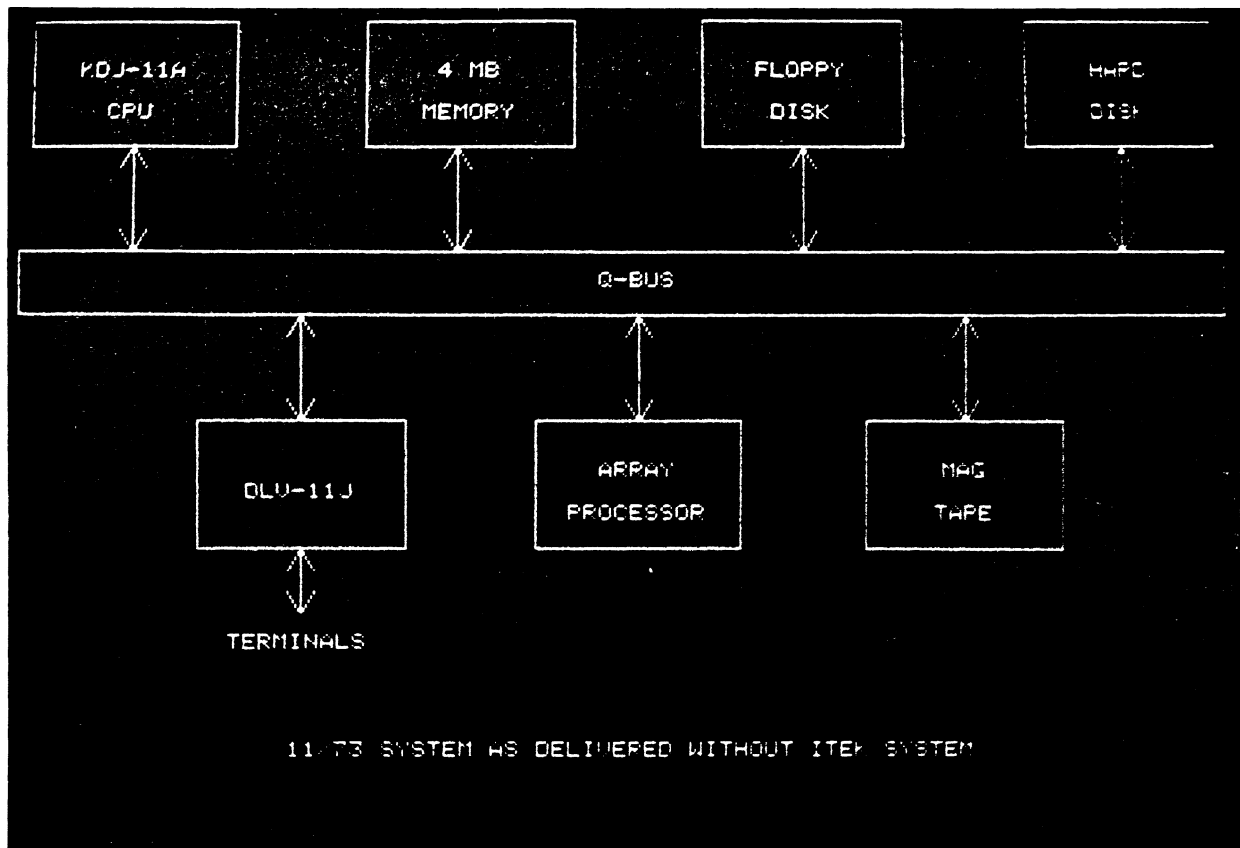 KDJ-11A
CPU
4 MB
MEMORY
FLOPPY
DISK
HARD
DISK
Q-BUS
DLV-11J
ARRAY
PROCESSOR
MAG
TAPE
TERMINALS
11/73 SYSTEM AS DELIVERED WITHOUT ITEK SYSTEM